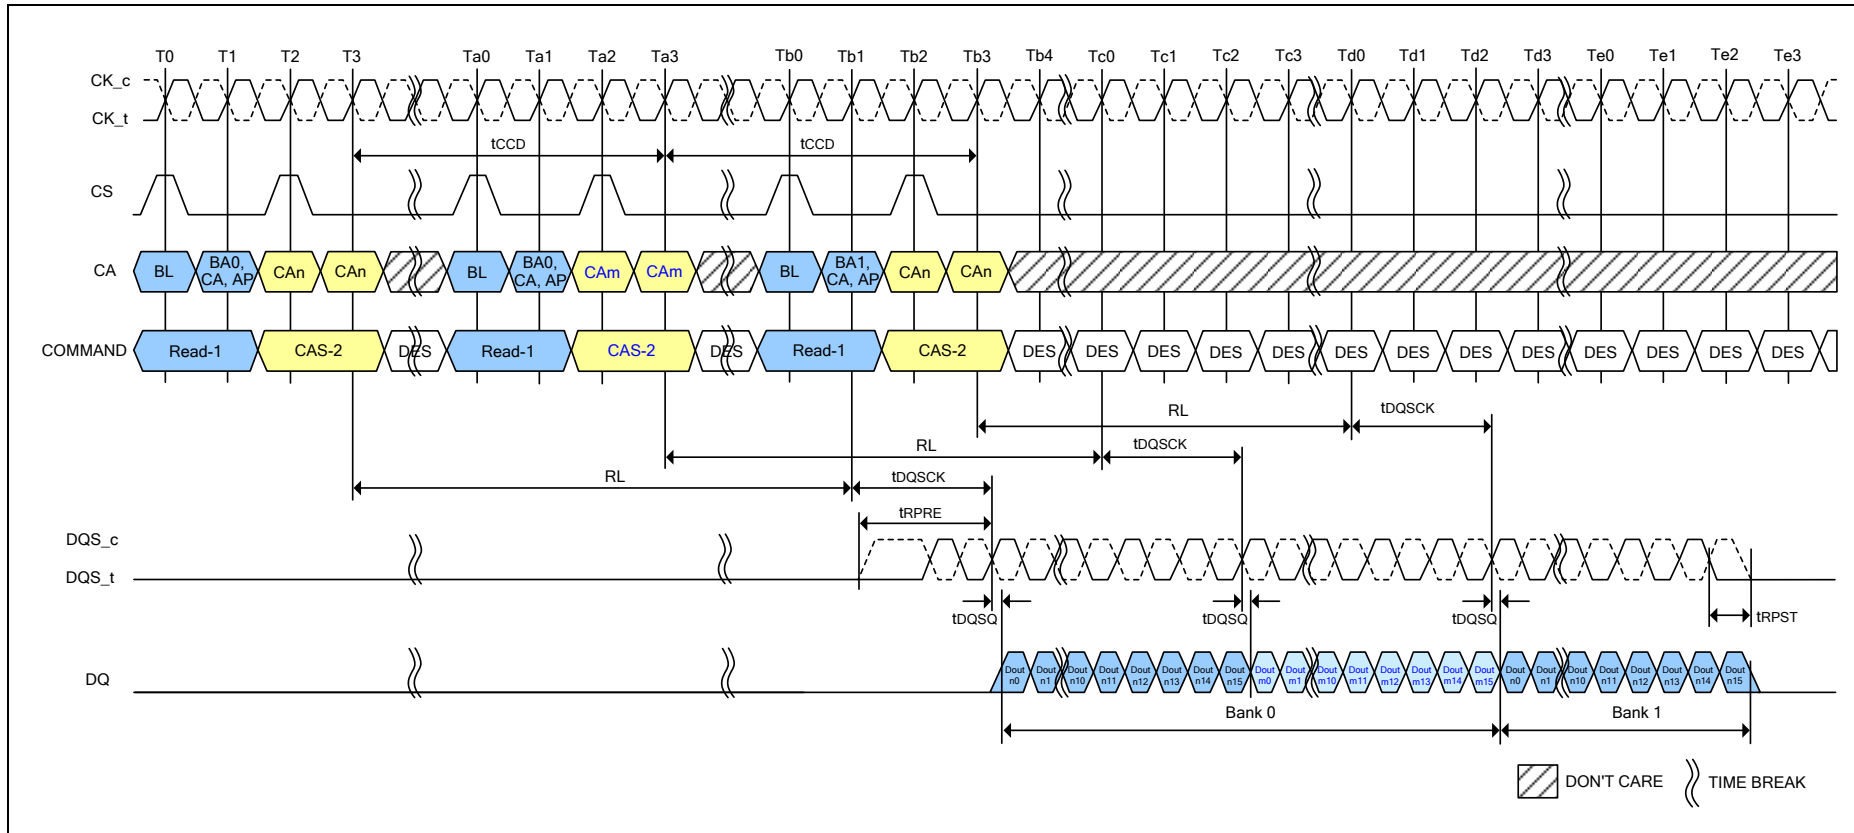 T0 T1 T2 T3 Ta0 Ta1 Ta2 Ta3 Tb0 Tb1 Tb2 Tb3 Tb4 Tc0 Tc1 Tc2 Tc3 Td0 Td1 Td2 Td3 Te0 Te1 Te2 Te3
CK_c
CK_t
tCCD tCCD
CS
CA BL BA0, CA, AP CAn CAn BL BA0, CA, AP CAm CAm BL BA1, CA, AP CAn CAn
COMMAND Read-1 CAS-2 DES Read-1 CAS-2 DES Read-1 CAS-2 DES DES DES DES DES DES DES DES DES DES DES DES DES
RL tDQSCK
RL tDQSCK
RL tDQSCK
tRPRE
DQS_c
DQS_t
tDQSQ tDQSQ tDQSQ tRPST
DQ Dout n0 Dout n1 Dout n10 Dout n11 Dout n12 Dout n13 Dout n14 Dout n15 Dout m0 Dout m1 Dout m10 Dout m11 Dout m12 Dout m13 Dout m14 Dout m15 Dout n0 Dout n1 Dout n10 Dout n11 Dout n12 Dout n13 Dout n14 Dout n15
Bank 0 Bank 1
DON'T CARE TIME BREAK